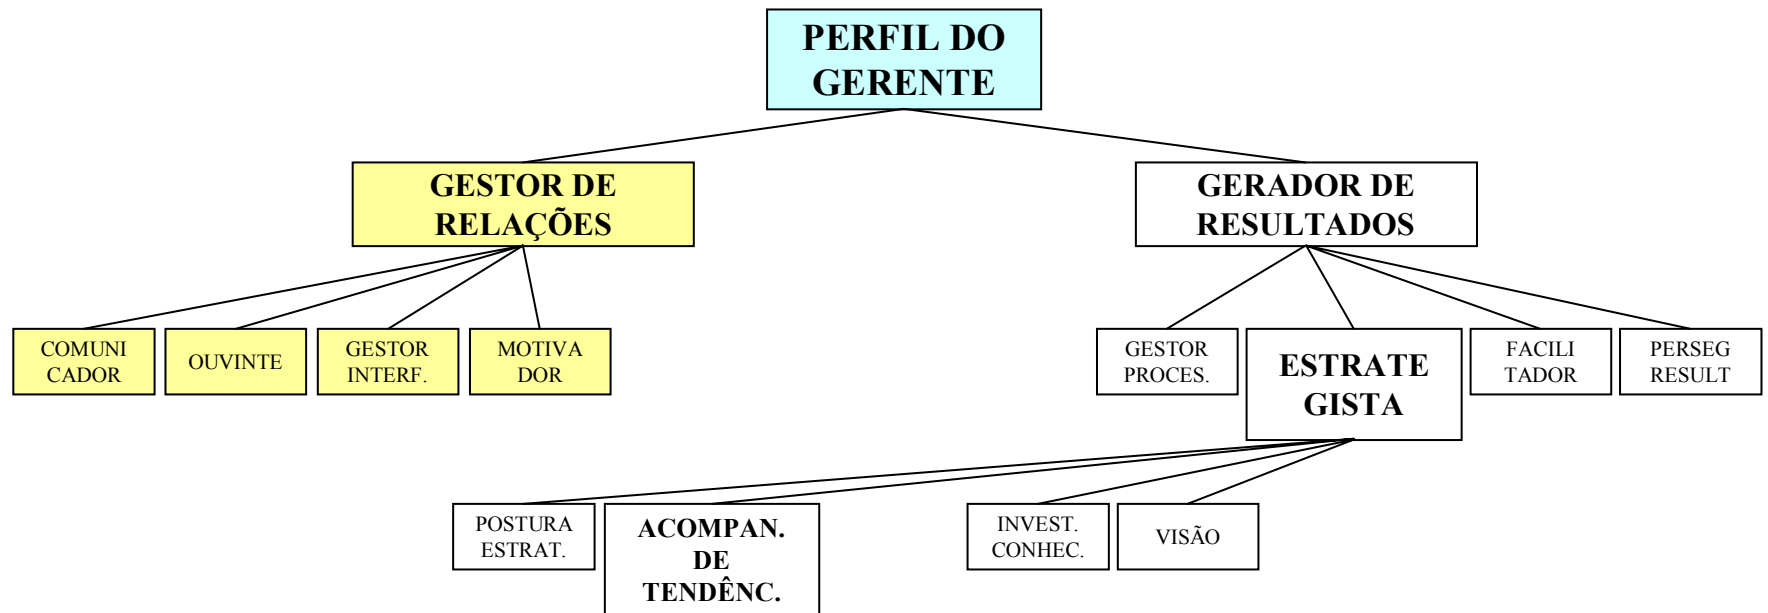 PERFIL DO
GERENTE
GESTOR DE
RELAÇÕES
GERADOR DE
RESULTADOS
COMUNI
CADOR
OUVINTE
GESTOR
INTERF.
MOTIVA
DOR
GESTOR
PROCES.
ESTRATE
GISTA
FACILI
TADOR
PERSEG
RESULT
POSTURA
ESTRAT.
ACOMPAN.
DE
TENDÊNC.
INVEST.
CONHEC.
VISÃO